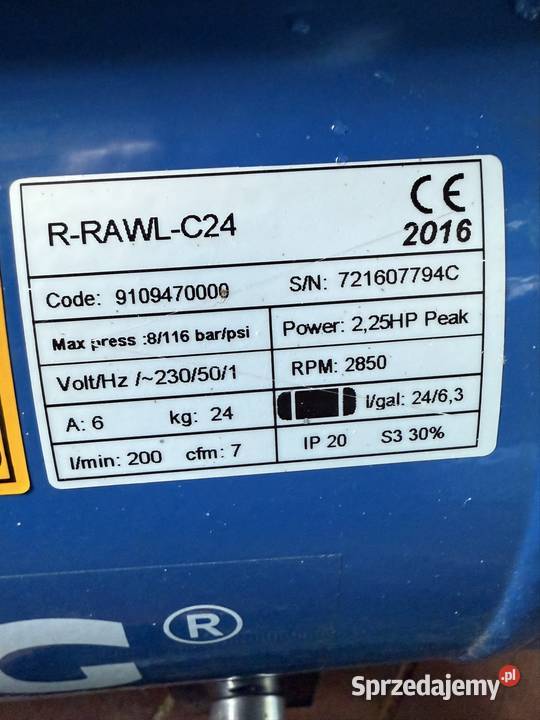 R-RAWL-C24
CE
2016
Code: 9109470000
S/N: 721607794C
Max press :8/116 bar/psi
Power: 2,25HP Peak
Volt/Hz /~230/50/1
RPM: 2850
A: 6 kg: 24
l/gal: 24/6,3
l/min: 200 cfm: 7
IP 20 S3 30%
G®
Sprzedajemy.pl